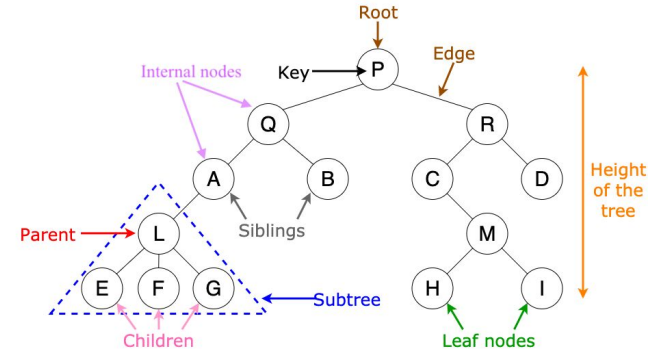 Root
Edge
Internal nodes
Key
P
Q
R
A
B
C
D
Height
of the
tree
Siblings
Parent
L
M
E
F
G
H
I
Subtree
Children
Leaf nodes